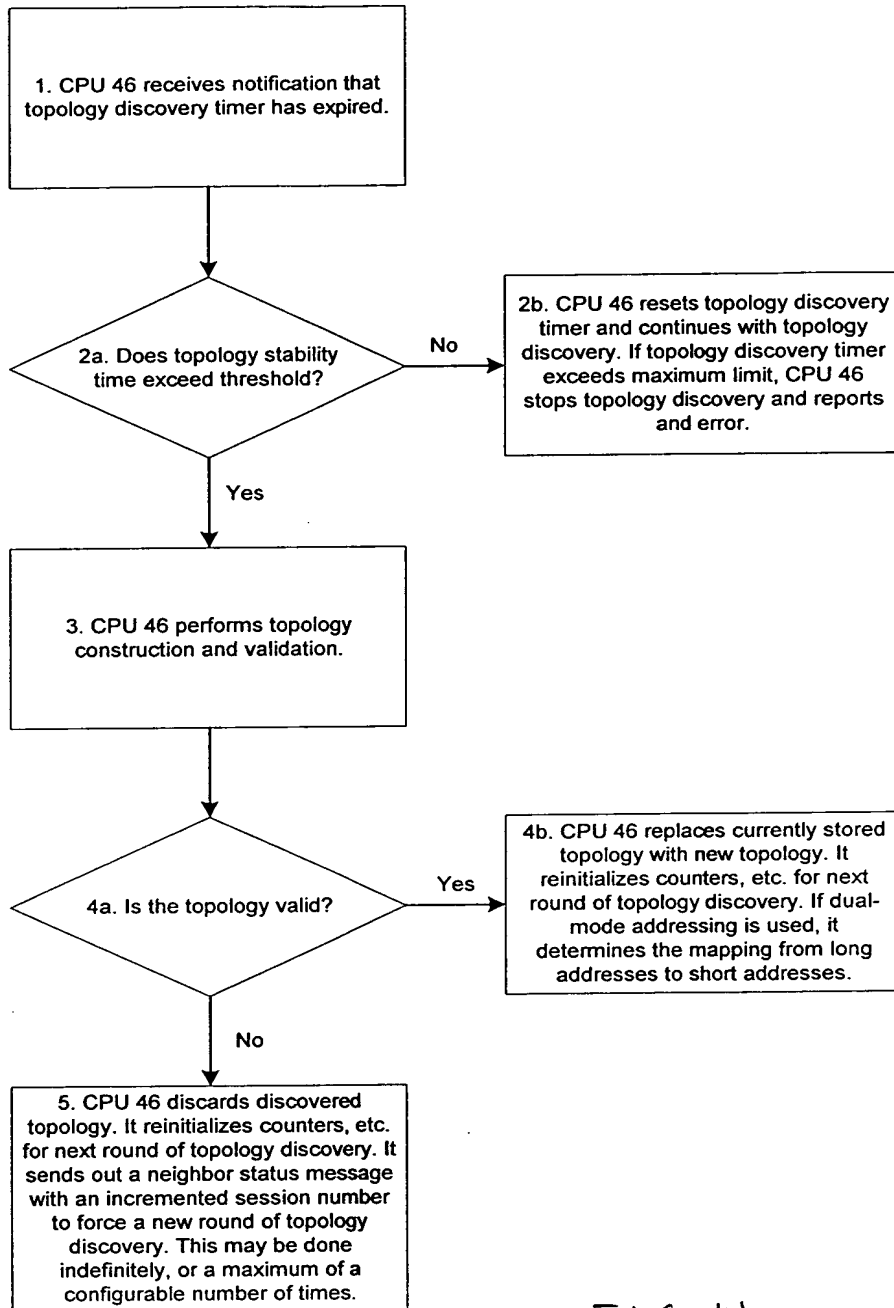 1. CPU 46 receives notification that
topology discovery timer has expired.
2a. Does topology stability
time exceed threshold?
No
2b. CPU 46 resets topology discovery
timer and continues with topology
discovery. If topology discovery timer
exceeds maximum limit, CPU 46
stops topology discovery and reports
and error.
Yes
3. CPU 46 performs topology
construction and validation.
4a. Is the topology valid?
Yes
4b. CPU 46 replaces currently stored
topology with new topology. It
reinitializes counters, etc. for next
round of topology discovery. If dual-
mode addressing is used, it
determines the mapping from long
addresses to short addresses.
No
5. CPU 46 discards discovered
topology. It reinitializes counters, etc.
for next round of topology discovery. It
sends out a neighbor status message
with an incremented session number
to force a new round of topology
discovery. This may be done
indefinitely, or a maximum of a
configurable number of times.